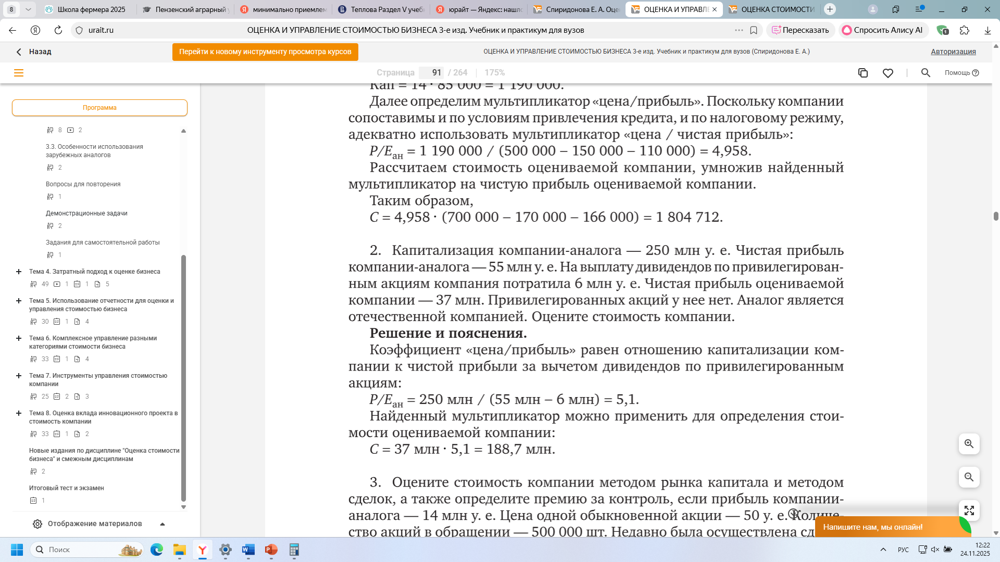 8
Школа фермера 2025
Пензенский аграрный у
минимально приемлем
Теплова Раздел V учеб
юрайт — Яндекс: нашло
Спиридонова Е. А. Оце
ОЦЕНКА И УПРАВЛЕ
ОЦЕНКА СТОИМОСТИ
urait.ru
ОЦЕНКА И УПРАВЛЕНИЕ СТОИМОСТЬЮ БИЗНЕСА 3-е изд. Учебник и практикум для вузов
Пересказать
Спросить Алису AI
1
Назад
Перейти к новому инструменту просмотра курсов
ОЦЕНКА И УПРАВЛЕНИЕ СТОИМОСТЬЮ БИЗНЕСА 3-е изд. Учебник и практикум для вузов (Спиридонова Е. А.)
Авторизация
Страница 91 / 264 175%
Помощь
Программа
8 2
3.3. Особенности использования
зарубежных аналогов
2
Вопросы для повторения
1
Демонстрационные задачи
2
Задания для самостоятельной работы
1
Тема 4. Затратный подход к оценке бизнеса
49 1 1 5
Тема 5. Использование отчетности для оценки и
управления стоимостью бизнеса
30 1 4
Тема 6. Комплексное управление разными
категориями стоимости бизнеса
33 1 4
Тема 7. Инструменты управления стоимостью
компании
25 2 3
Тема 8. Оценка вклада инновационного проекта в
стоимость компании
33 1 2
Новые издания по дисциплине "Оценка стоимости
бизнеса" и смежным дисциплинам
2
Итоговый тест и экзамен
1
Отображение материалов
Кап = 14 · 85 000 = 1 190 000.
Далее определим мультипликатор «цена/прибыль». Поскольку компании
сопоставимы и по условиям привлечения кредита, и по налоговому режиму,
адекватно использовать мультипликатор «цена / чистая прибыль»:
P/Eан = 1 190 000 / (500 000 – 150 000 – 110 000) = 4,958.
Рассчитаем стоимость оцениваемой компании, умножив найденный
мультипликатор на чистую прибыль оцениваемой компании.
Таким образом,
C = 4,958 · (700 000 – 170 000 – 166 000) = 1 804 712.
2. Капитализация компании-аналога — 250 млн у. е. Чистая прибыль
компании-аналога — 55 млн у. е. На выплату дивидендов по привилегирован-
ным акциям компания потратила 6 млн у. е. Чистая прибыль оцениваемой
компании — 37 млн. Привилегированных акций у нее нет. Аналог является
отечественной компанией. Оцените стоимость компании.
Решение и пояснения.
Коэффициент «цена/прибыль» равен отношению капитализации ком-
пании к чистой прибыли за вычетом дивидендов по привилегированным
акциям:
P/Eан = 250 млн / (55 млн – 6 млн) = 5,1.
Найденный мультипликатор можно применить для определения стои-
мости оцениваемой компании:
C = 37 млн · 5,1 = 188,7 млн.
3. Оцените стоимость компании методом рынка капитала и методом
сделок, а также определите премию за контроль, если прибыль компании-
аналога — 14 млн у. е. Цена одной обыкновенной акции — 50 у. е. Количе-
ство акций в обращении — 500 000 шт. Недавно была осуществлена сд
Напишите нам, мы онлайн!
Поиск
РУС
12:22
24.11.2025